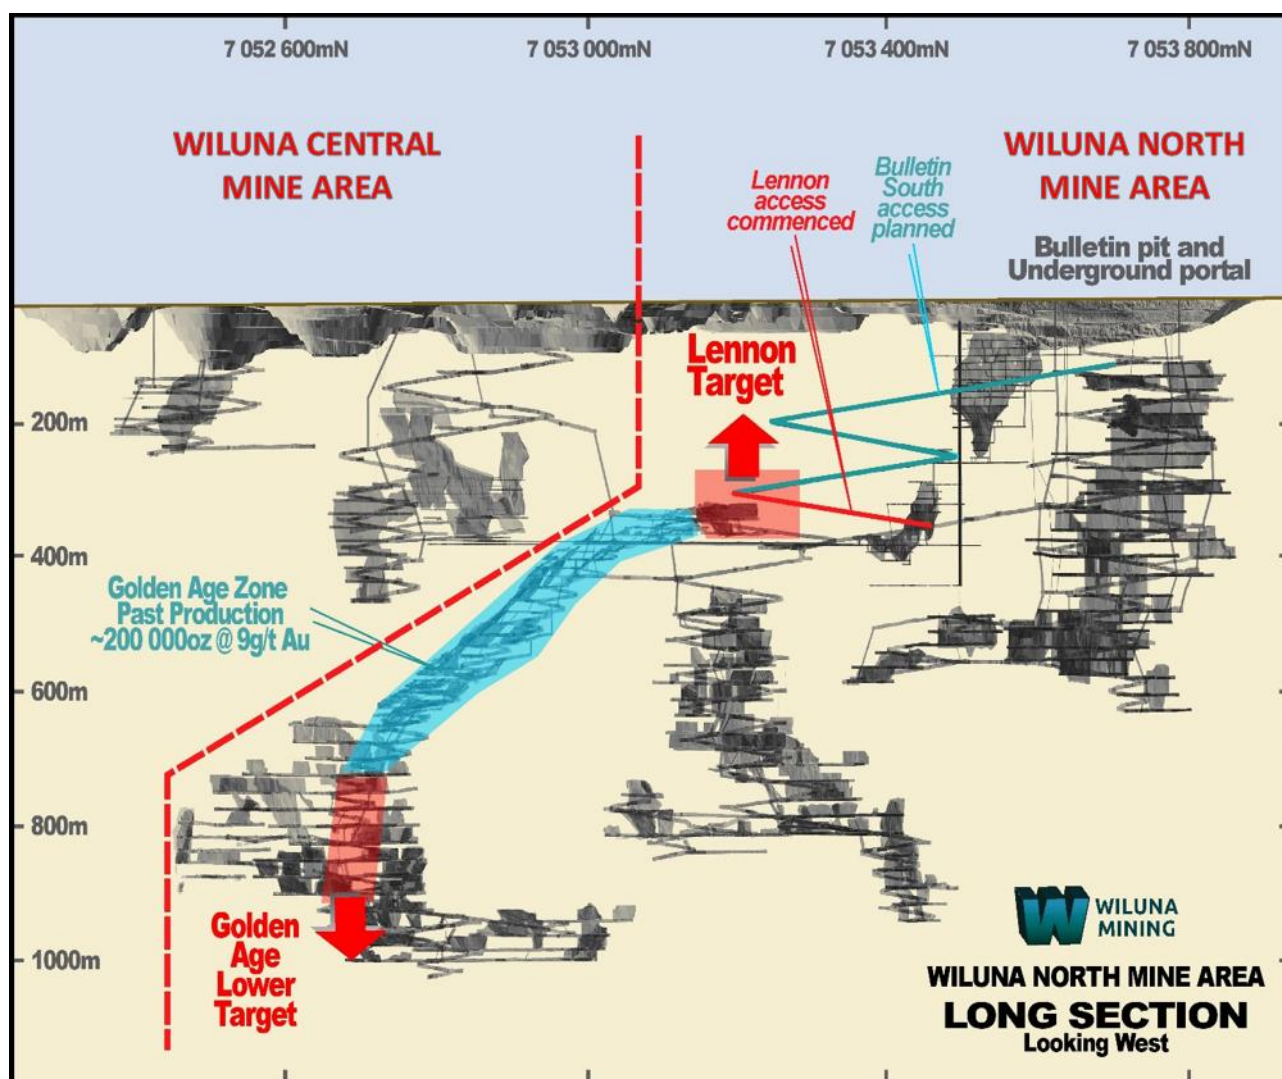 7 052 600mN
7 053 000mN
7 053 400mN
7 053 800mN
WILUNA CENTRAL
MINE AREA
WILUNA NORTH
MINE AREA
Bulletin pit and
Underground portal
Lennon
access
commenced
Bulletin
South
access
planned
Lennon
Target
200m
400m
600m
800m
1000m
Golden Age Zone
Past Production
~200 000oz @ 9g/t Au
Golden
Age
Lower
Target
W
WILUNA
MINING
WILUNA NORTH MINE AREA
LONG SECTION
Looking West